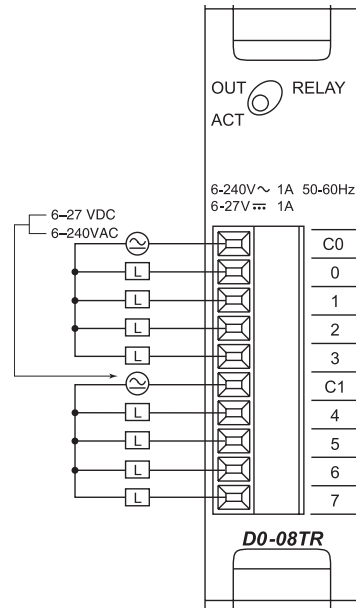 OUT RELAY
ACT
6-240V∿ 1A 50-60Hz
6-27V⎓ 1A
6–27 VDC
6–240VAC
C0
L 0
L 1
L 2
L 3
C1
L 4
L 5
L 6
L 7
D0-08TR